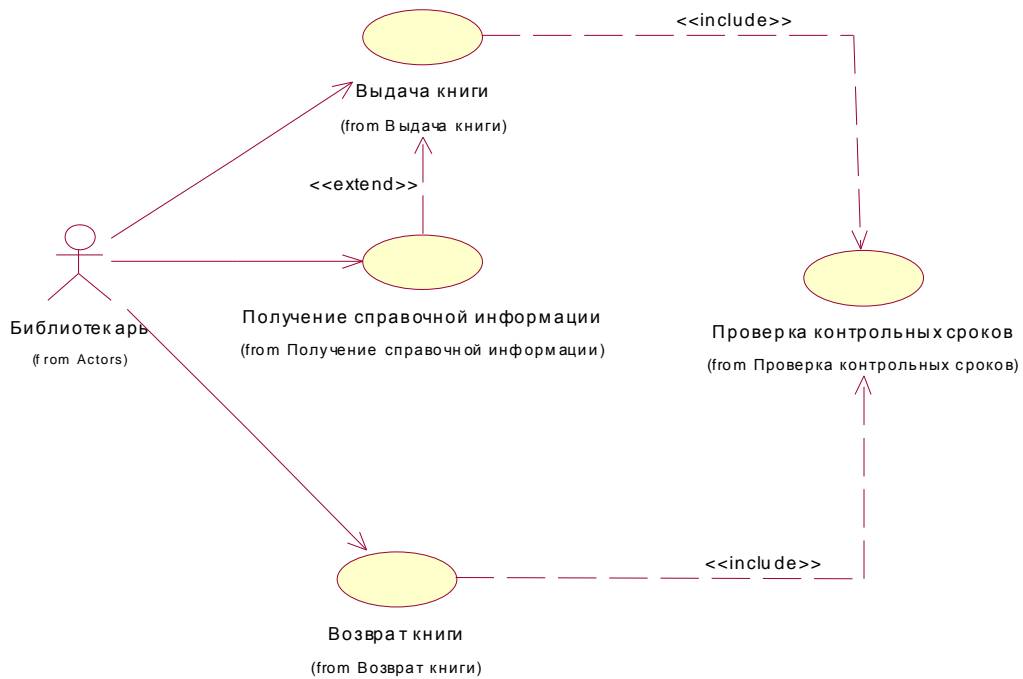 <<include>>
Выдача книги
(from Выдача книги)
<<extend>>
Библиотекарь
(from Actors)
Получение справочной информации
(from Получение справочной информации)
Проверка контрольных сроков
(from Проверка контрольных сроков)
<<include>>
Возврат книги
(from Возврат книги)